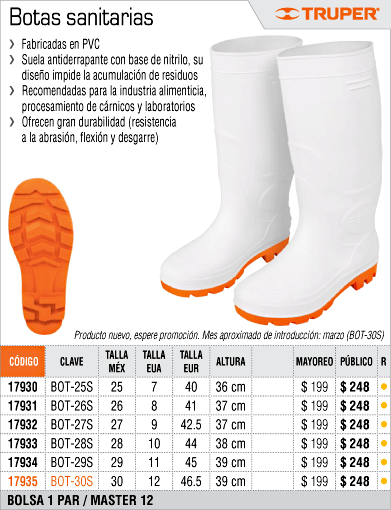 Botas sanitarias
TRUPER®
❯ Fabricadas en PVC
❯ Suela antiderrapante con base de nitrilo, su
diseño impide la acumulación de residuos
❯ Recomendadas para la industria alimenticia,
procesamiento de cárnicos y laboratorios
❯ Ofrecen gran durabilidad (resistencia
a la abrasión, flexión y desgarre)
Producto nuevo, espere promoción. Mes aproximado de introducción: marzo (BOT-30S)
CÓDIGO CLAVE TALLA MÉX TALLA EUA TALLA EUR ALTURA MAYOREO PÚBLICO R
17930 BOT-25S 25 7 40 36 cm $ 199 $ 248 ●
17931 BOT-26S 26 8 41 37 cm $ 199 $ 248 ●
17932 BOT-27S 27 9 42.5 37 cm $ 199 $ 248 ●
17933 BOT-28S 28 10 44 38 cm $ 199 $ 248 ●
17934 BOT-29S 29 11 45 39 cm $ 199 $ 248 ●
17935 BOT-30S 30 12 46.5 39 cm $ 199 $ 248 ●
BOLSA 1 PAR / MASTER 12